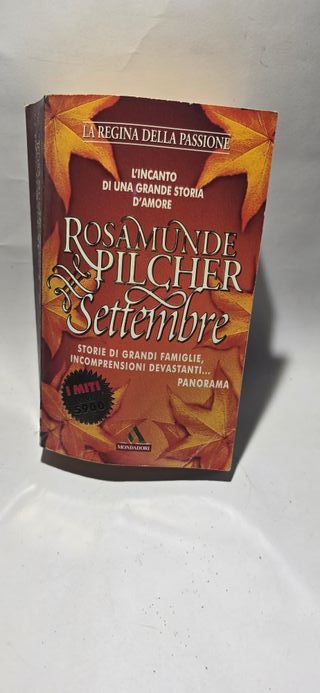 LA REGINA DELLA PASSIONE
L'INCANTO
DI UNA GRANDE STORIA
D'AMORE
ROSAMUNDE
PILCHER
Settembre
STORIE DI GRANDI FAMIGLIE,
INCOMPRENSIONI DEVASTANTI...
PANORAMA
I MITI
5900
MONDADORI